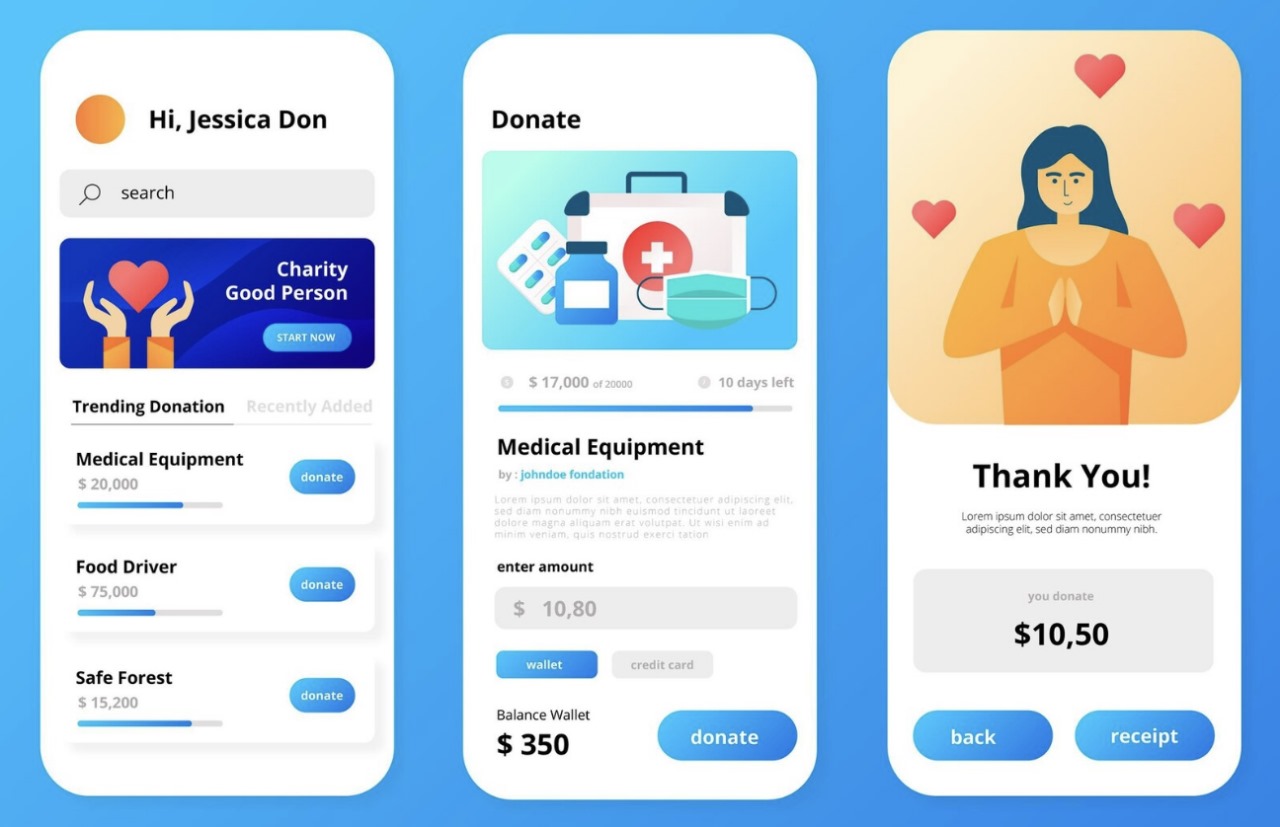 Hi, Jessica Don
search
Charity
Good Person
START NOW
Trending Donation Recently Added
Medical Equipment
$ 20,000
donate
Food Driver
$ 75,000
donate
Safe Forest
$ 15,200
donate
Donate
$ $ 17,000 of 20000 10 days left
Medical Equipment
by : johndoe fondation
Lorem ipsum dolor sit amet, consectetuer adipiscing elit,
sed diam nonummy nibh euismod tincidunt ut laoreet
dolore magna aliquam erat volutpat. Ut wisi enim ad
minim veniam, quis nostrud exerci tation
enter amount
$ 10,80
wallet credit card
Balance Wallet
$ 350
donate
Thank You!
Lorem ipsum dolor sit amet, consectetuer
adipiscing elit, sed diam nonummy nibh.
you donate
$10,50
back receipt